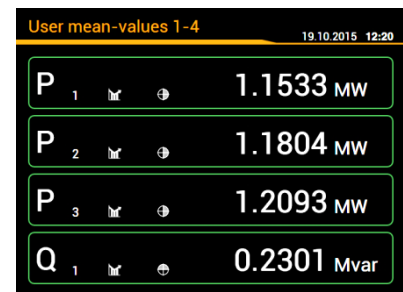 User mean-values 1-4
19.10.2015 12:20
P 1 1.1533 MW
P 2 1.1804 MW
P 3 1.2093 MW
Q 1 0.2301 Mvar